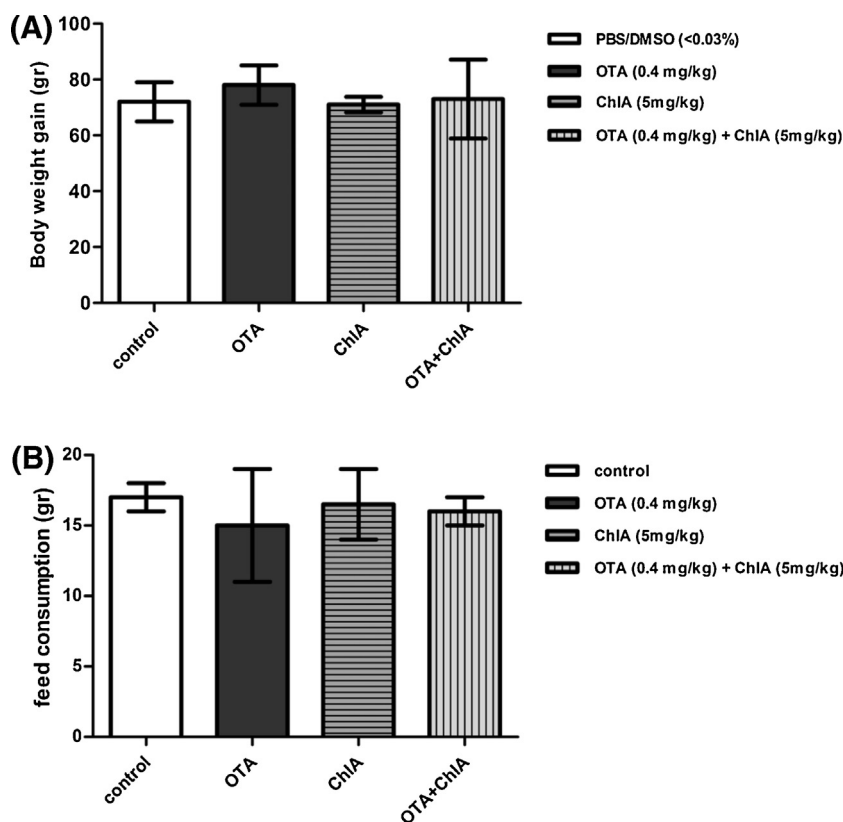 (A)
Body weight gain (gr)
100
80
60
40
20
0
control
OTA
ChlA
OTA+ChlA
PBS/DMSO (<0.03%)
OTA (0.4 mg/kg)
ChlA (5mg/kg)
OTA (0.4 mg/kg) + ChlA (5mg/kg)
(B)
feed consumption (gr)
20
15
10
5
0
control
OTA
ChlA
OTA+ChlA
control
OTA (0.4 mg/kg)
ChlA (5mg/kg)
OTA (0.4 mg/kg) + ChlA (5mg/kg)